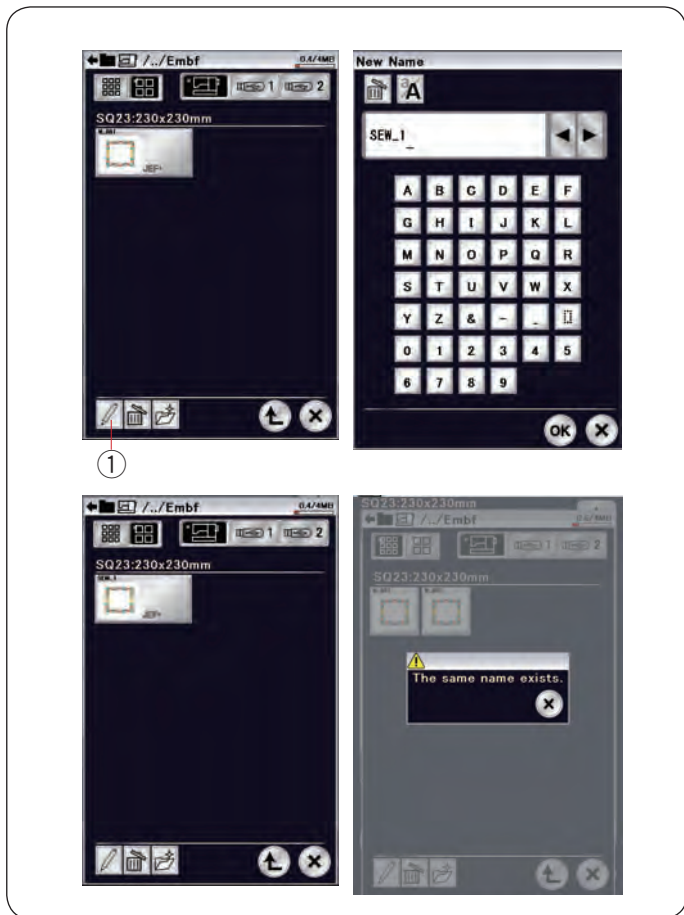 /../Embf 0.4/4MB
1 2
SQ23:230x230mm
M_001
JEF+
①
New Name
a/A
SEW_1_
A B C D E F
G H I J K L
M N O P Q R
S T U V W X
Y Z & - _
0 1 2 3 4 5
6 7 8 9
OK
/../Embf 0.4/4MB
1 2
SQ23:230x230mm
SEW_1
JEF+
SQ23:230x230mm
/../Embf
1 2
SQ23:230x230mm
The same name exists.